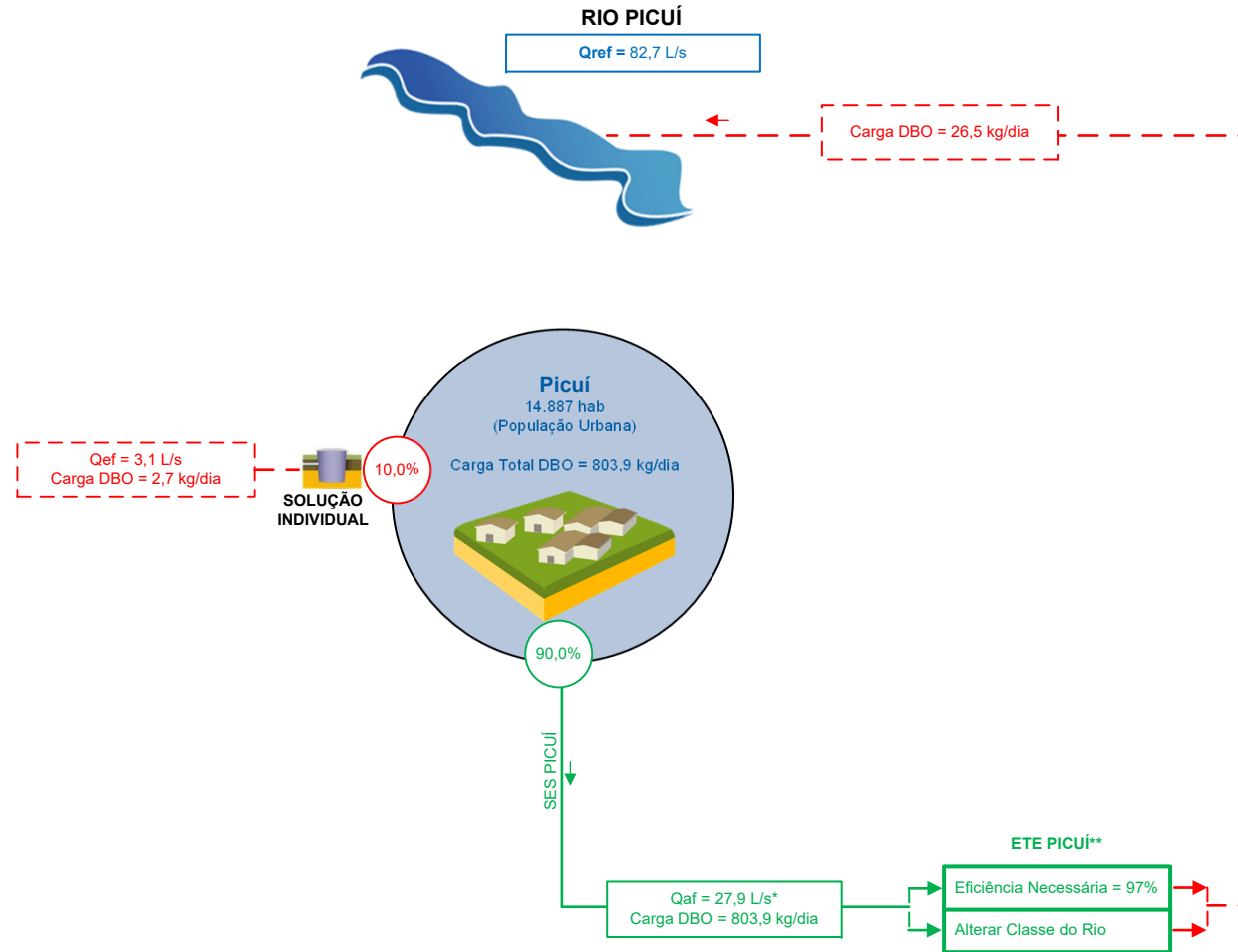 RIO PICUÍ
Qref = 82,7 L/s
Carga DBO = 26,5 kg/dia
Picuí
14.887 hab
(População Urbana)
Carga Total DBO = 803,9 kg/dia
Qef = 3,1 L/s
Carga DBO = 2,7 kg/dia
SOLUÇÃO
INDIVIDUAL
10,0%
90,0%
SES PICUÍ
Qaf = 27,9 L/s*
Carga DBO = 803,9 kg/dia
ETE PICUÍ**
Eficiência Necessária = 97%
Alterar Classe do Rio